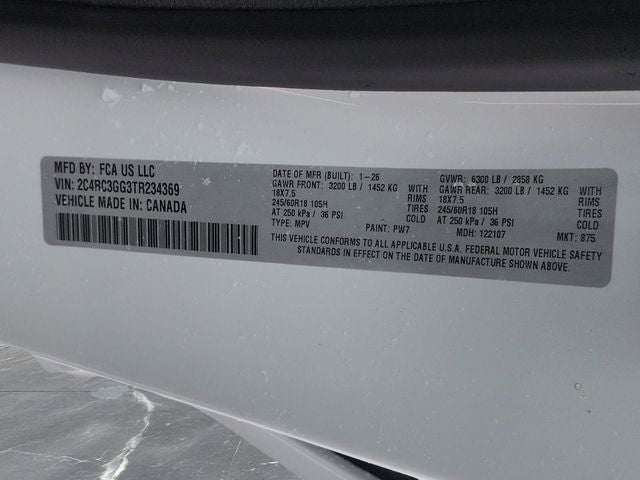 MFD BY: FCA US LLC
VIN: 2C4RC3GG3TR234369
VEHICLE MADE IN: CANADA
DATE OF MFR (BUILT): 1-26
GAWR FRONT: 3200 LB / 1452 KG WITH
18X7.5 RIMS
245/60R18 105H TIRES
AT 250 kPa / 36 PSI COLD
TYPE: MPV PAINT: PW7
GVWR: 6300 LB / 2858 KG
GAWR REAR: 3200 LB / 1452 KG WITH
18X7.5 RIMS
245/60R18 105H TIRES
AT 250 kPa / 36 PSI COLD
MDH: 122107 MKT: 875
THIS VEHICLE CONFORMS TO ALL APPLICABLE U.S.A. FEDERAL MOTOR VEHICLE SAFETY
STANDARDS IN EFFECT ON THE DATE OF MANUFACTURE SHOWN ABOVE.